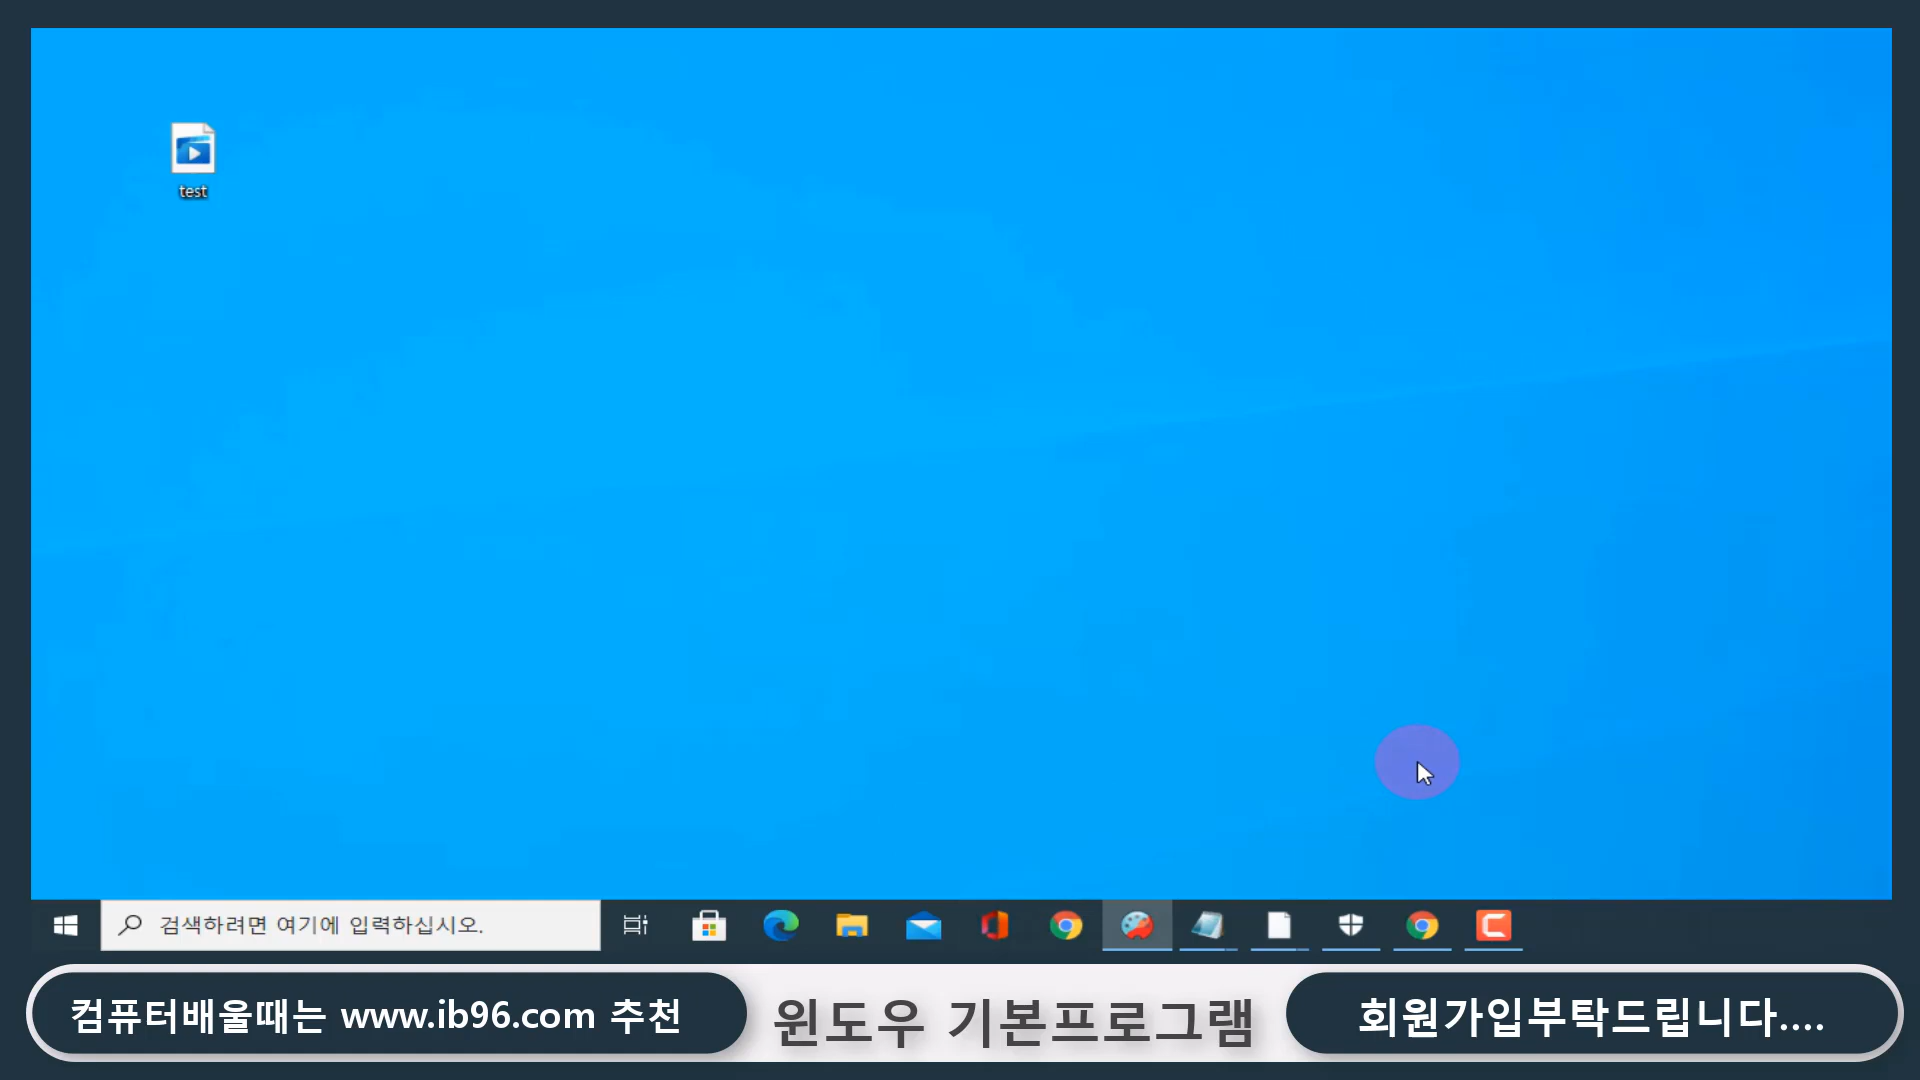 test
검색하려면 여기에 입력하십시오.
컴퓨터배울때는 www.ib96.com 추천
윈도우 기본프로그램
회원가입부탁드립니다....